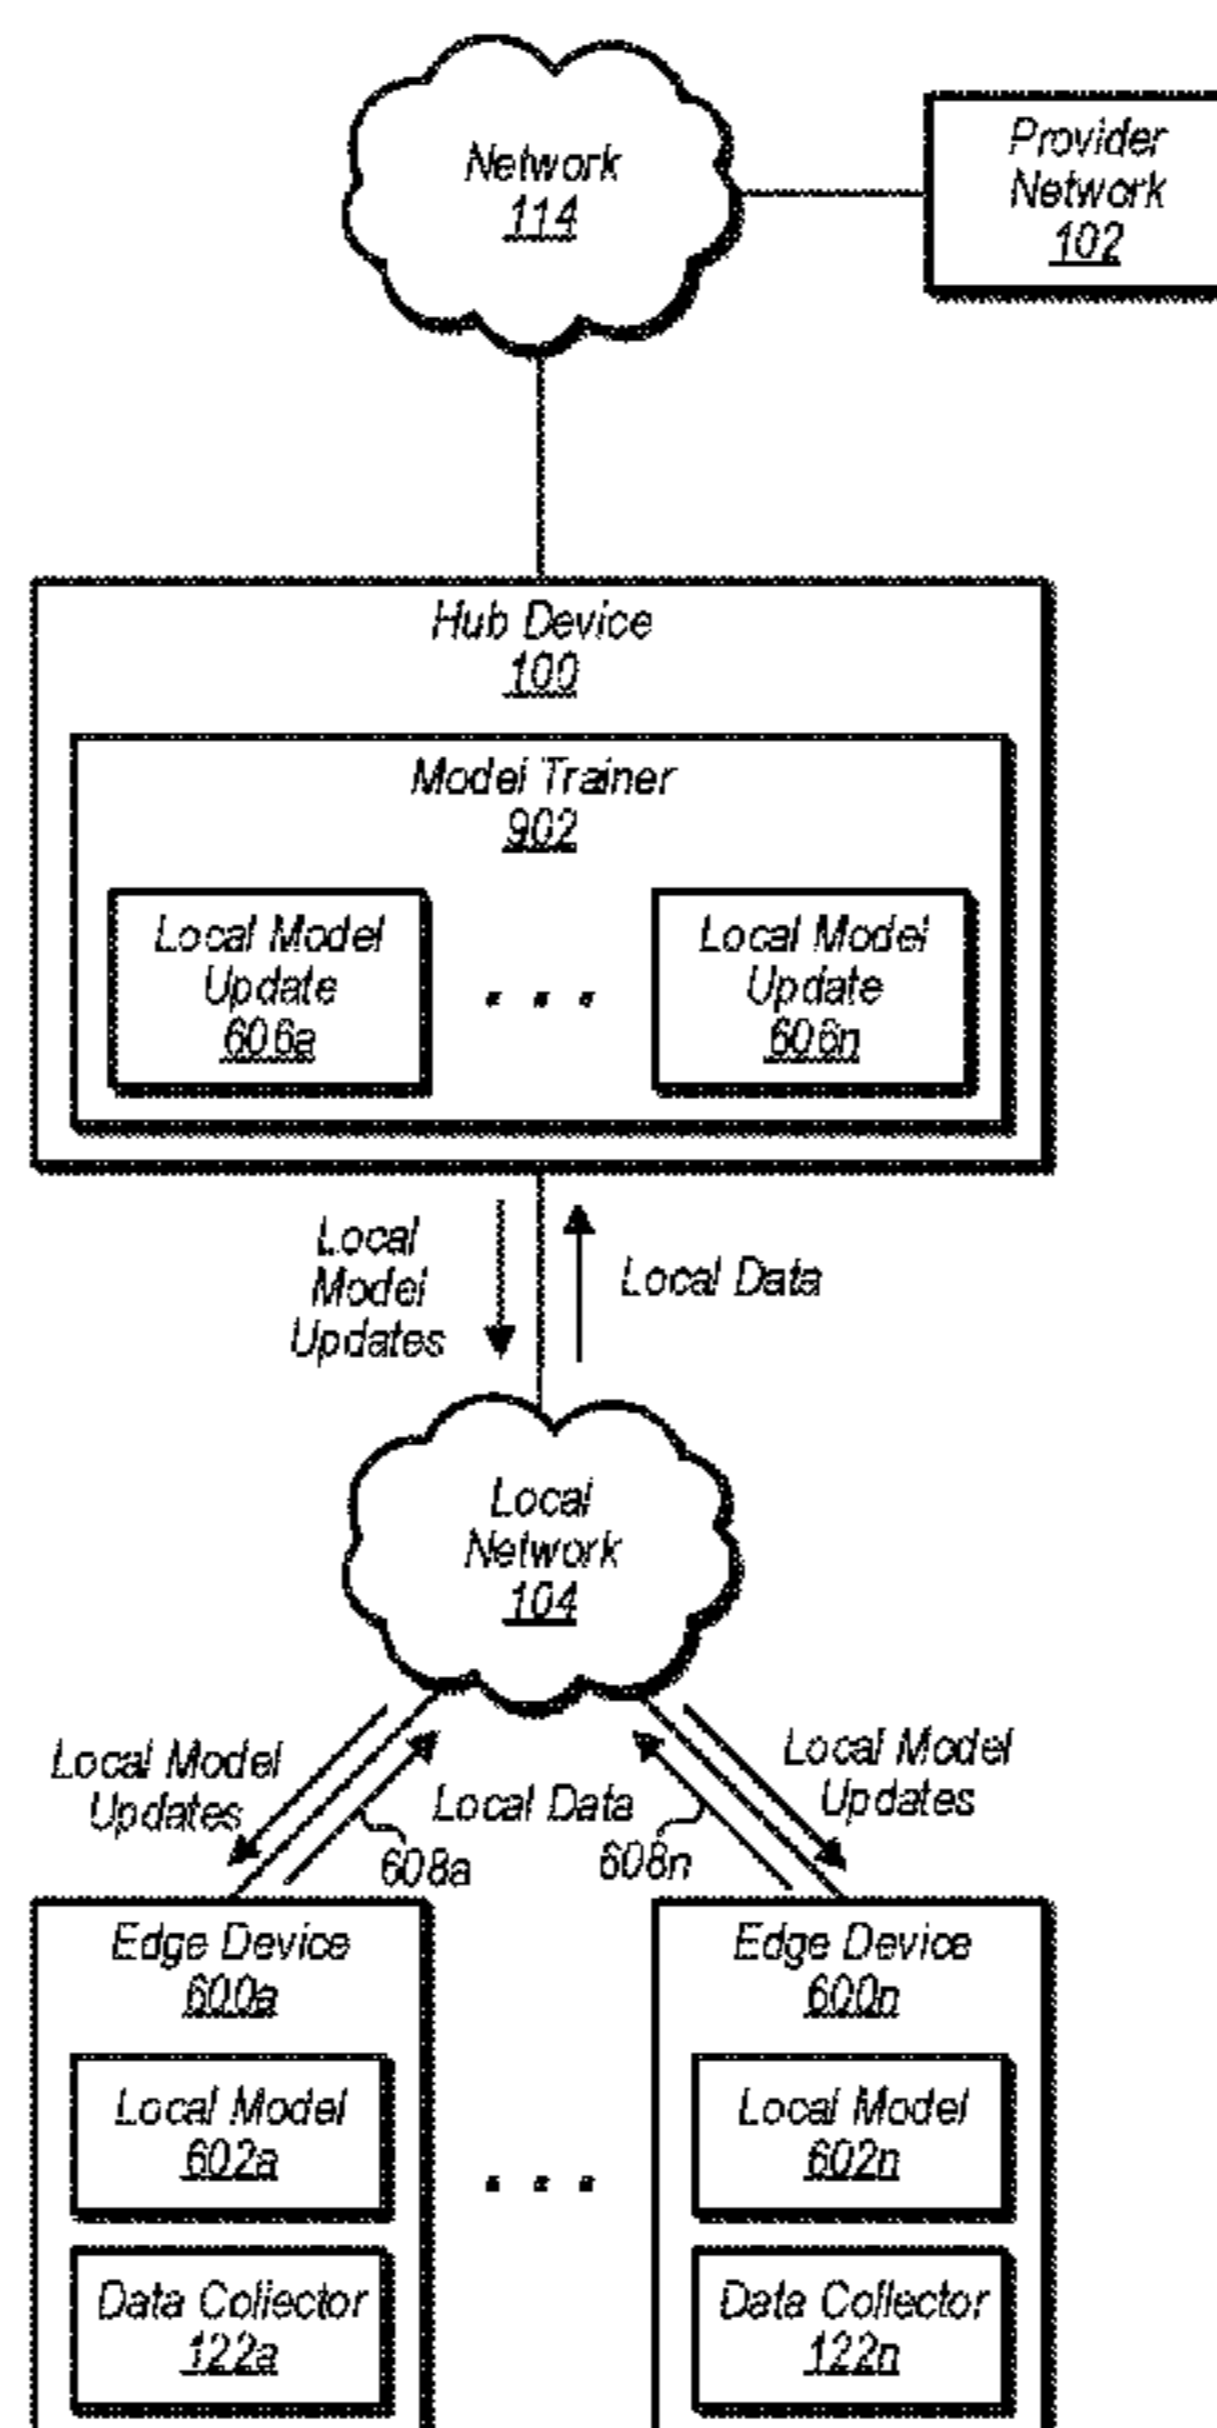 Network
114
Provider
Network
102
Hub Device
100
Model Trainer
902
Local Model
Update
606a
. . .
Local Model
Update
606n
Local
Model
Updates
Local Data
Local
Network
104
Local Model
Updates
Local Data
608a
608n
Local Model
Updates
Edge Device
600a
Local Model
602a
Data Collector
122a
. . .
Edge Device
600n
Local Model
602n
Data Collector
122n